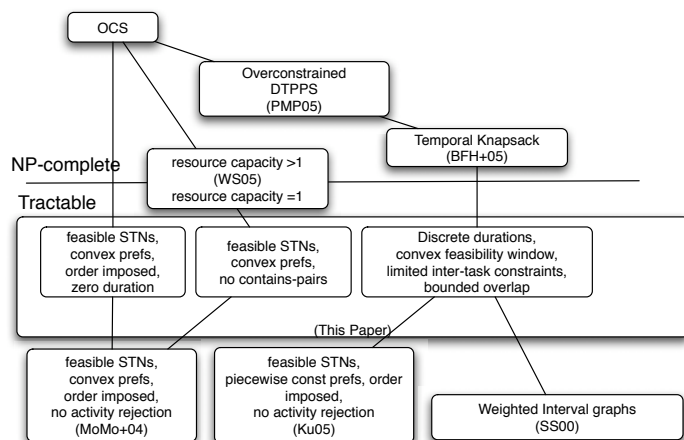 OCS
Overconstrained
DTPPS
(PMP05)
Temporal Knapsack
(BFH+05)
NP-complete
resource capacity >1
(WS05)
resource capacity =1
Tractable
feasible STNs,
convex prefs,
order imposed,
zero duration
feasible STNs,
convex prefs,
no contains-pairs
Discrete durations,
convex feasibility window,
limited inter-task constraints,
bounded overlap
(This Paper)
feasible STNs,
convex prefs,
order imposed,
no activity rejection
(MoMo+04)
feasible STNs,
piecewise const prefs, order
imposed,
no activity rejection
(Ku05)
Weighted Interval graphs
(SS00)